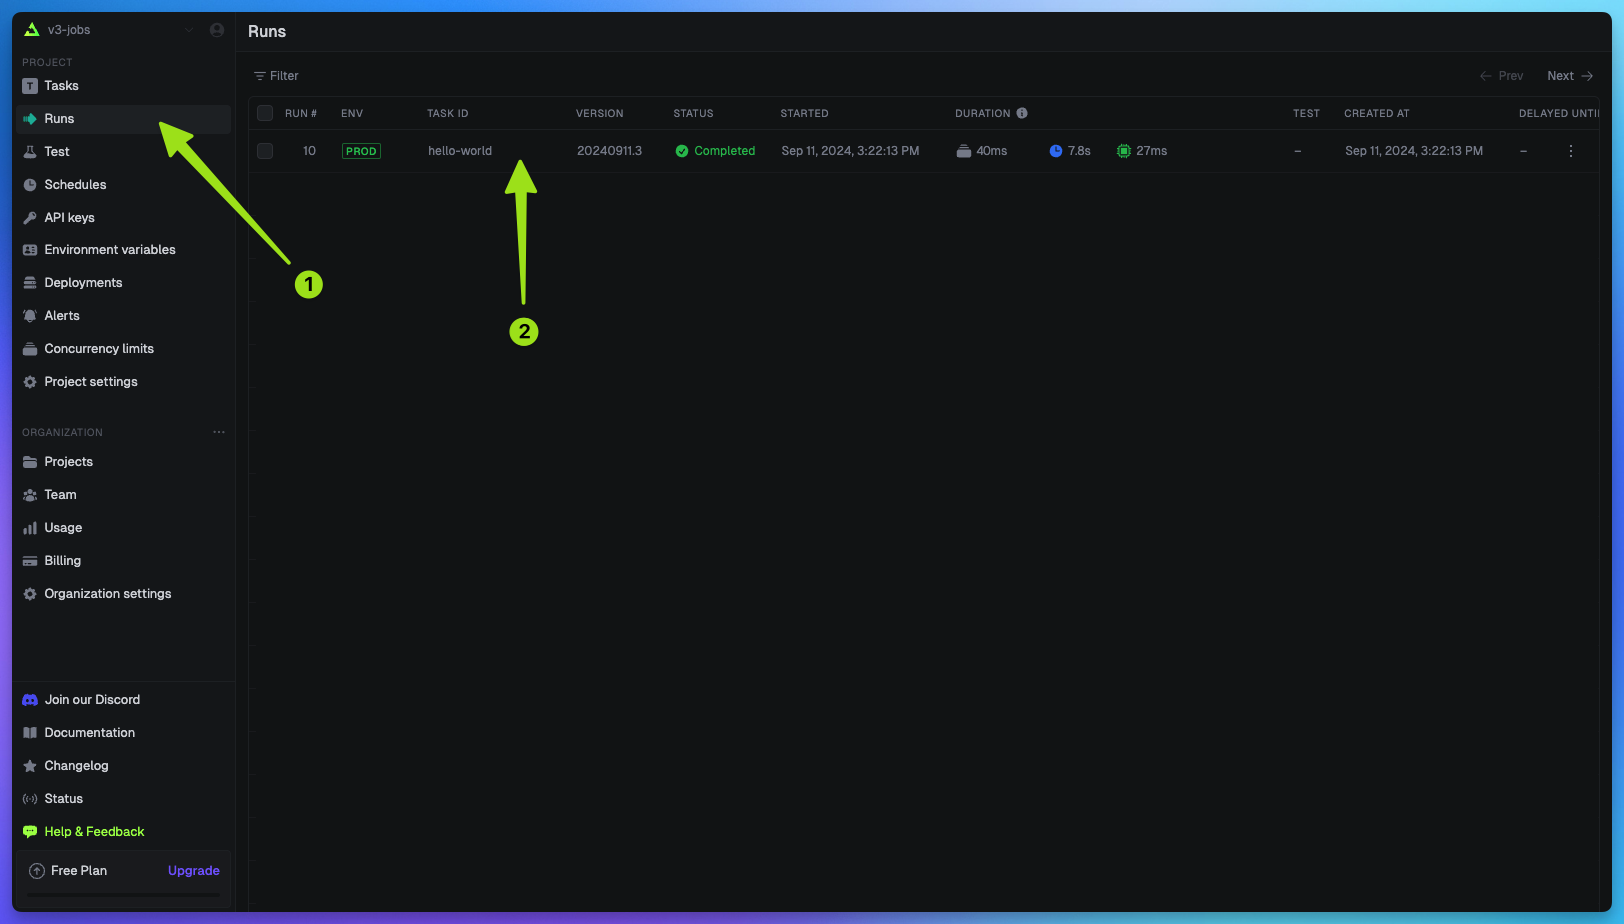 v3-jobs
PROJECT
Tasks
Runs
Test
Schedules
API keys
Environment variables
Deployments
Alerts
Concurrency limits
Project settings
ORGANIZATION
Projects
Team
Usage
Billing
Organization settings
Join our Discord
Documentation
Changelog
Status
Help & Feedback
Free Plan Upgrade
Runs
Filter
Prev Next
RUN # ENV TASK ID VERSION STATUS STARTED DURATION TEST CREATED AT DELAYED UNTI
10 PROD hello-world 20240911.3 Completed Sep 11, 2024, 3:22:13 PM 40ms 7.8s 27ms – Sep 11, 2024, 3:22:13 PM –
1
2